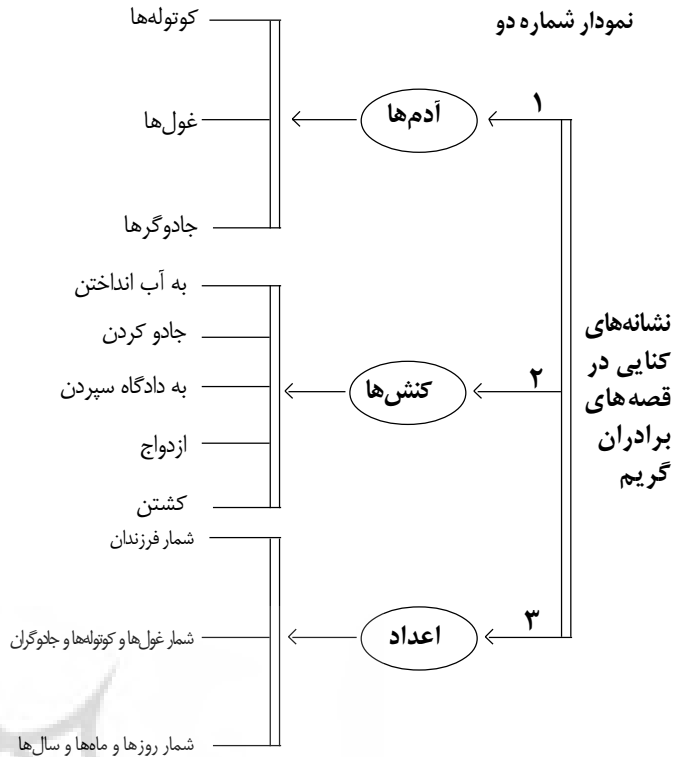 نمودار شماره دو
نشانه‌های
کنایی در
قصه‌های
برادران
گریم
۱
آدم‌ها
کوتوله‌ها
غول‌ها
جادوگرها
۲
کنش‌ها
به آب انداختن
جادو کردن
به دادگاه سپردن
ازدواج
کشتن
۳
اعداد
شمار فرزندان
شمار غول‌ها و کوتوله‌ها و جادوگران
شمار روزها و ماه‌ها و سال‌ها